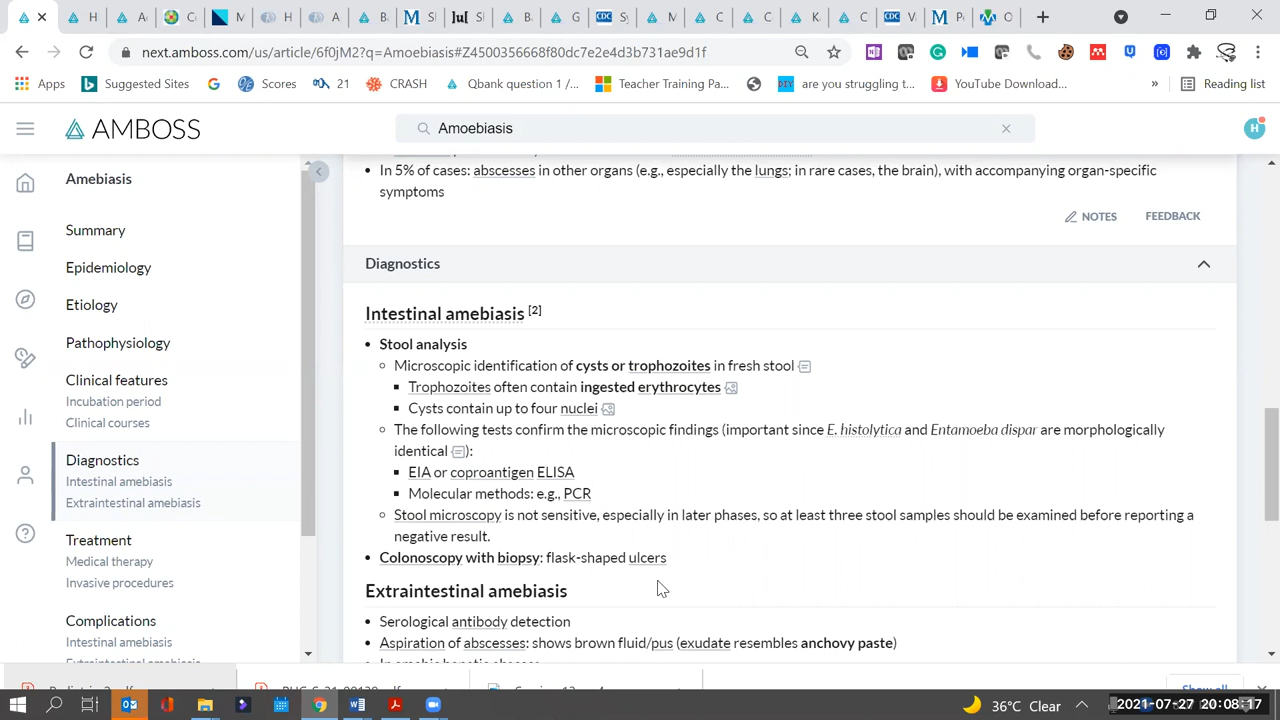 H
A
G
M
H
A
B
M S
[u[ S
B
G
CDC Sy
M
C
C
K
C
CDC V
M P
O
next.amboss.com/us/article/6f0jM2?q=Amoebiasis#Z4500356668f80dc7e2e4d3b731ae9d1f
Apps
Suggested Sites
Scores
21
CRASH
Qbank question 1 /...
Teacher Training Pa...
DIY are you struggling t...
YouTube Download...
»
Reading list
AMBOSS
Amoebiasis
H
Amebiasis
Summary
Epidemiology
Etiology
Pathophysiology
Clinical features
Incubation period
Clinical courses
Diagnostics
Intestinal amebiasis
Extraintestinal amebiasis
Treatment
Medical therapy
Invasive procedures
Complications
Intestinal amebiasis
• In 5% of cases: abscesses in other organs (e.g., especially the lungs; in rare cases, the brain), with accompanying organ-specific
symptoms
NOTES FEEDBACK
Diagnostics
Intestinal amebiasis [2]
• Stool analysis
Microscopic identification of cysts or trophozoites in fresh stool
Trophozoites often contain ingested erythrocytes
Cysts contain up to four nuclei
The following tests confirm the microscopic findings (important since E. histolytica and Entamoeba dispar are morphologically
identical ):
EIA or coproantigen ELISA
Molecular methods: e.g., PCR
Stool microscopy is not sensitive, especially in later phases, so at least three stool samples should be examined before reporting a
negative result.
• Colonoscopy with biopsy: flask-shaped ulcers
Extraintestinal amebiasis
• Serological antibody detection
• Aspiration of abscesses: shows brown fluid/pus (exudate resembles anchovy paste)
Show all
36°C Clear
2021-07-27 20:08:17